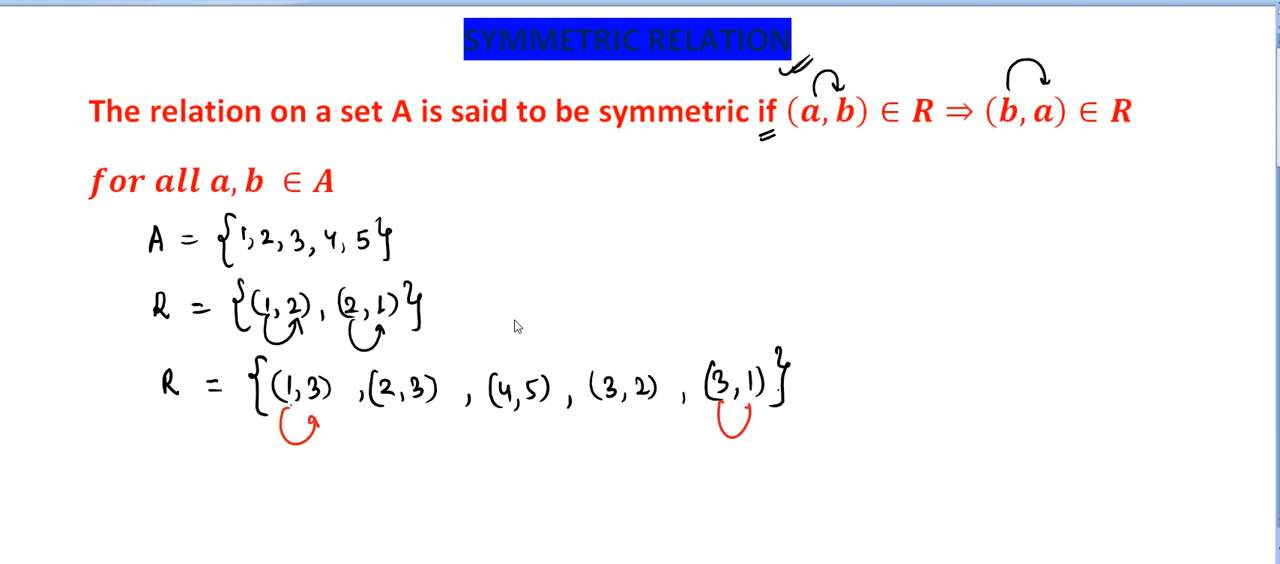 SYMMETRIC RELATION
The relation on a set A is said to be symmetric if (a, b) ∈ R ⇒ (b, a) ∈ R
for all a, b ∈ A
A = {1, 2, 3, 4, 5}
R = {(1, 2), (2, 1)}
R = {(1, 3), (2, 3), (4, 5), (3, 2), (3, 1)}